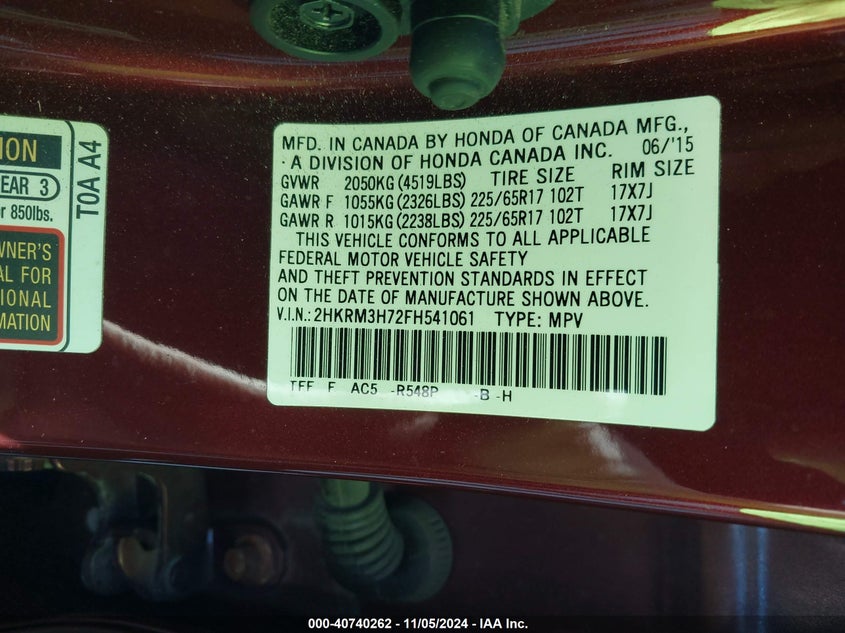 ION
EAR 3
r 850lbs.
WNER'S
AL FOR
IONAL
MATION
T0A A4
MFD. IN CANADA BY HONDA OF CANADA MFG.,
A DIVISION OF HONDA CANADA INC. 06/'15
GVWR 2050KG(4519LBS) TIRE SIZE RIM SIZE
GAWR F 1055KG(2326LBS) 225/65R17 102T 17X7J
GAWR R 1015KG(2238LBS) 225/65R17 102T 17X7J
THIS VEHICLE CONFORMS TO ALL APPLICABLE
FEDERAL MOTOR VEHICLE SAFETY
AND THEFT PREVENTION STANDARDS IN EFFECT
ON THE DATE OF MANUFACTURE SHOWN ABOVE.
V.I.N.: 2HKRM3H72FH541061 TYPE: MPV
TFF F AC5 -R548P -B -H
000-40740262 - 11/05/2024 - IAA Inc.